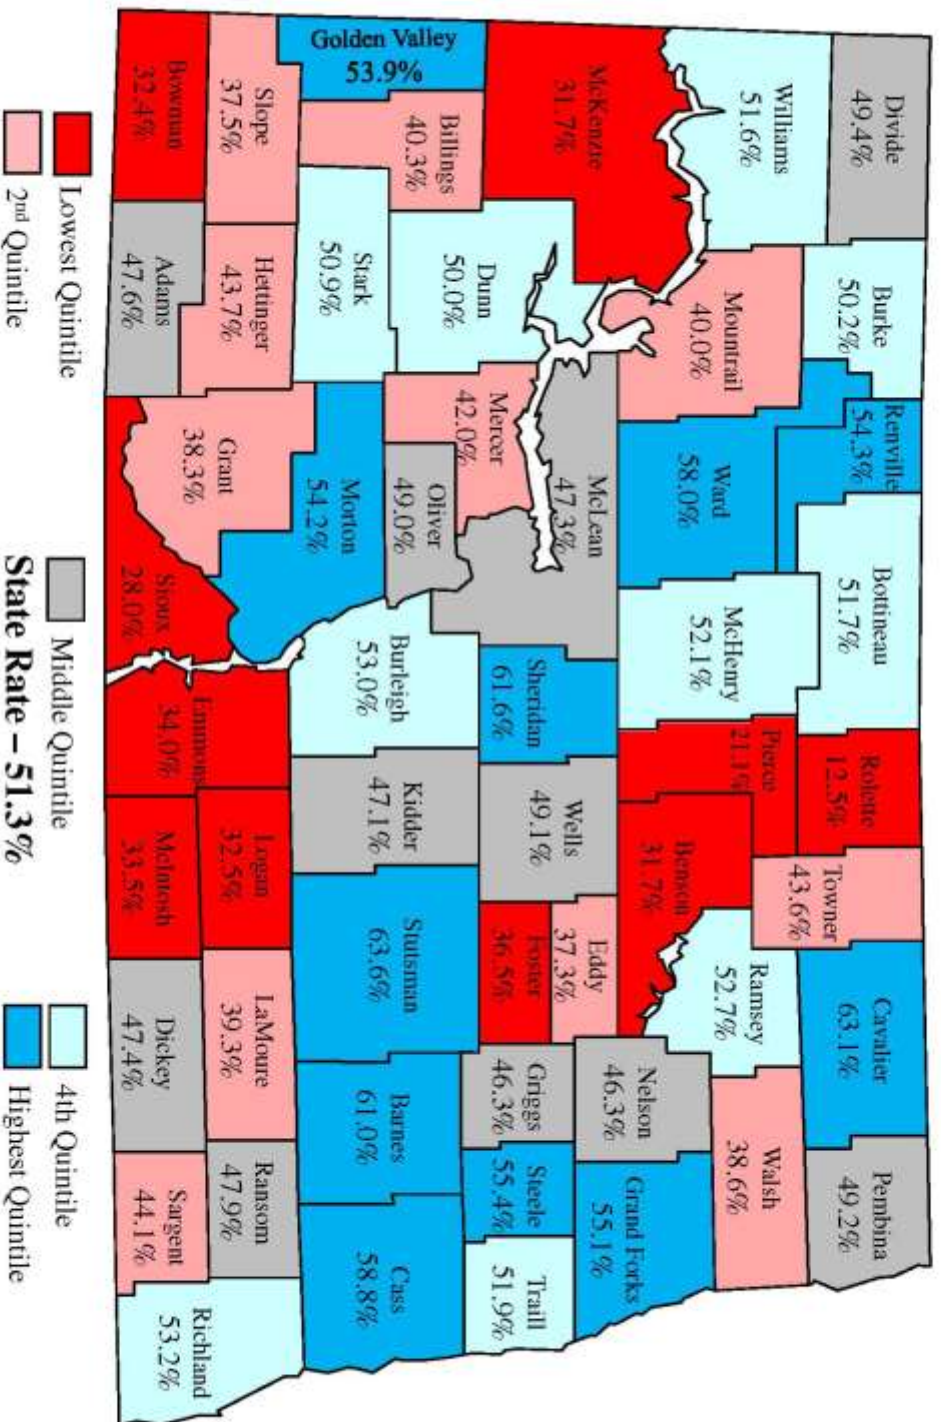 Divide
49.4%
Burke
50.2%
Renville
54.3%
Bottineau
51.7%
Rolette
12.5%
Towner
43.6%
Cavalier
63.1%
Pembina
49.2%
Williams
51.6%
Mountrail
40.0%
Ward
58.0%
McHenry
52.1%
Pierce
21.1%
Benson
31.7%
Ramsey
52.7%
Walsh
38.6%
Nelson
46.3%
Grand Forks
55.1%
McKenzie
31.7%
McLean
47.3%
Sheridan
61.6%
Wells
49.1%
Eddy
37.3%
Foster
36.5%
Griggs
46.3%
Steele
55.4%
Traill
51.9%
Dunn
50.0%
Mercer
42.0%
Oliver
49.0%
Golden Valley
53.9%
Billings
40.3%
Stark
50.9%
Morton
54.2%
Burleigh
53.0%
Kidder
47.1%
Stutsman
63.6%
Barnes
61.0%
Cass
58.8%
Slope
37.5%
Hettinger
43.7%
Grant
38.3%
Bowman
32.4%
Adams
47.6%
Sioux
28.0%
Emmons
34.0%
Logan
32.5%
LaMoure
39.3%
Ransom
47.9%
McIntosh
33.5%
Dickey
47.4%
Sargent
44.1%
Richland
53.2%
Lowest Quintile
2nd Quintile
Middle Quintile
4th Quintile
Highest Quintile
State Rate – 51.3%